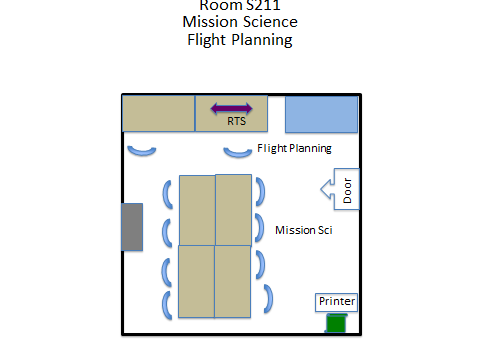 Room S211
Mission Science
Flight Planning
RTS
Flight Planning
Door
Mission Sci
Printer